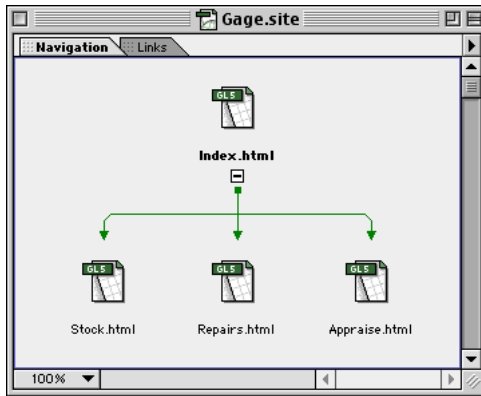 Gage.site
Navigation Links
GL5
Index.html
GL5 GL5 GL5
Stock.html Repairs.html Appraise.html
100%